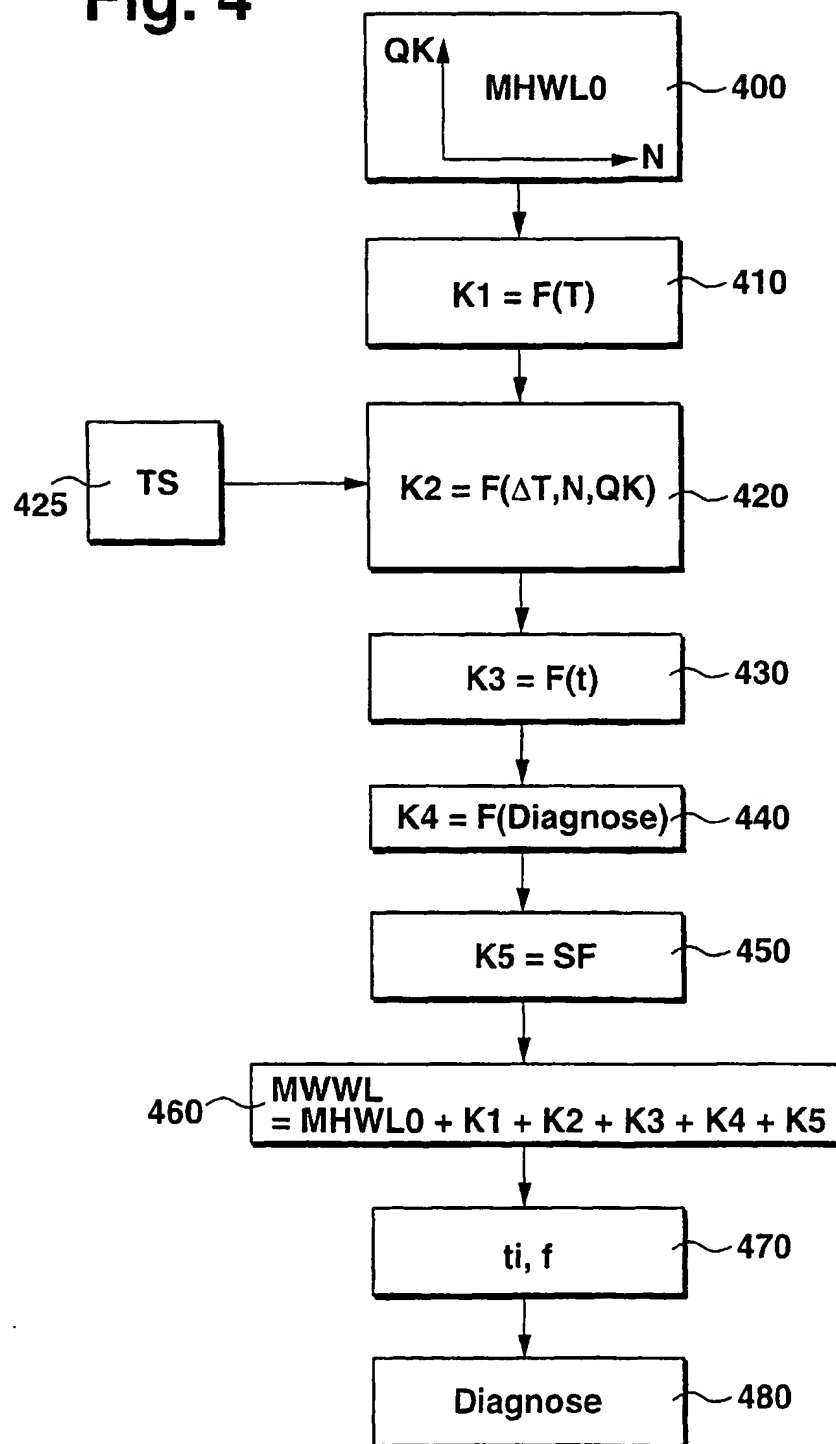 Fig. 4
QK
MHWL0
N
400
K1 = F(T)
410
TS
425
K2 = F(ΔT,N,QK)
420
K3 = F(t)
430
K4 = F(Diagnose)
440
K5 = SF
450
460
MWWL
= MHWL0 + K1 + K2 + K3 + K4 + K5
ti, f
470
Diagnose
480